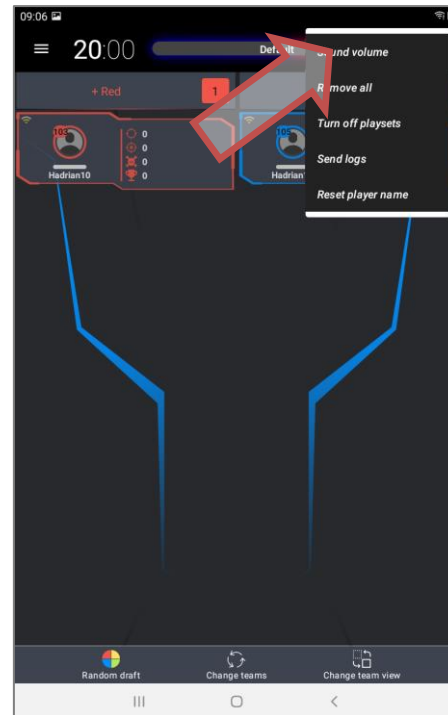 09:06
20:00
Default
Sound volume
Remove all
Turn off playsets
Send logs
Reset player name
+ Red
1
103
0
0
0
0
Hadrian10
105
Hadrian
Random draft
Change teams
Change team view